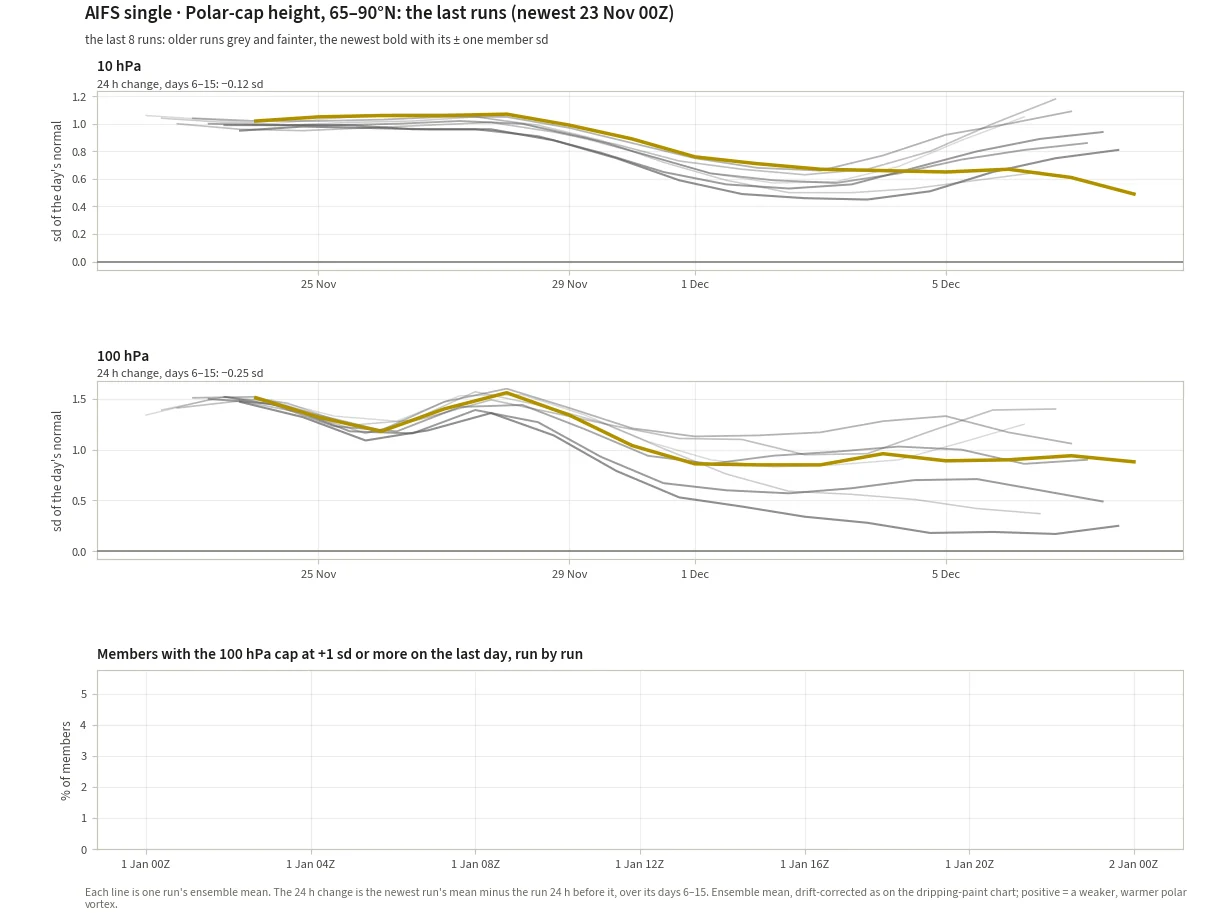 AIFS single · Polar-cap height, 65–90°N: the last runs (newest 23 Nov 00Z)
the last 8 runs: older runs grey and fainter, the newest bold with its ± one member sd
10 hPa
24 h change, days 6–15: −0.12 sd
sd of the day's normal
1.2
1.0
0.8
0.6
0.4
0.2
0.0
25 Nov
29 Nov
1 Dec
5 Dec
100 hPa
24 h change, days 6–15: −0.25 sd
sd of the day's normal
1.5
1.0
0.5
0.0
25 Nov
29 Nov
1 Dec
5 Dec
Members with the 100 hPa cap at +1 sd or more on the last day, run by run
% of members
5
4
3
2
1
0
1 Jan 00Z
1 Jan 04Z
1 Jan 08Z
1 Jan 12Z
1 Jan 16Z
1 Jan 20Z
2 Jan 00Z
Each line is one run's ensemble mean. The 24 h change is the newest run's mean minus the run 24 h before it, over its days 6–15. Ensemble mean, drift-corrected as on the dripping-paint chart; positive = a weaker, warmer polar
vortex.